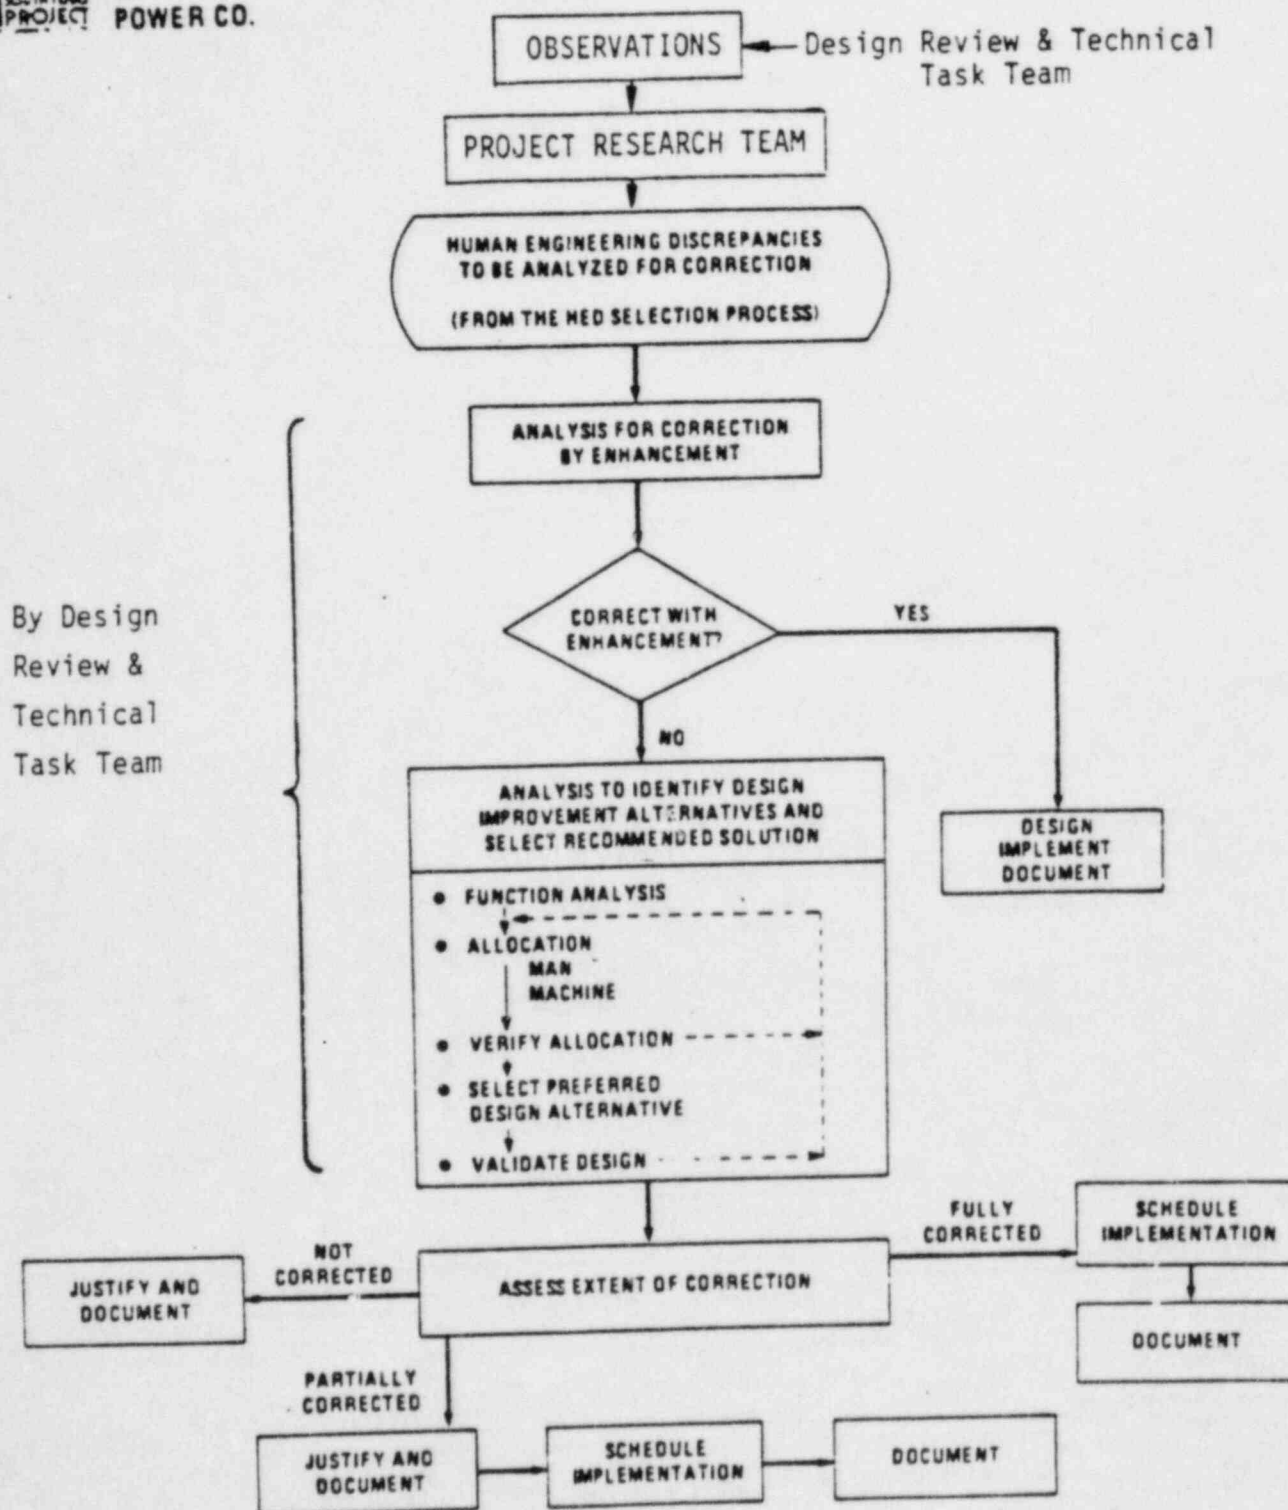 PROJECT POWER CO.
OBSERVATIONS
Design Review & Technical
Task Team
PROJECT RESEARCH TEAM
HUMAN ENGINEERING DISCREPANCIES
TO BE ANALYZED FOR CORRECTION
(FROM THE HED SELECTION PROCESS)
ANALYSIS FOR CORRECTION
BY ENHANCEMENT
By Design
Review &
Technical
Task Team
CORRECT WITH
ENHANCEMENT?
YES
NO
DESIGN
IMPLEMENT
DOCUMENT
ANALYSIS TO IDENTIFY DESIGN
IMPROVEMENT ALTERNATIVES AND
SELECT RECOMMENDED SOLUTION
• FUNCTION ANALYSIS
• ALLOCATION
MAN
MACHINE
• VERIFY ALLOCATION
• SELECT PREFERRED
DESIGN ALTERNATIVE
• VALIDATE DESIGN
FULLY
CORRECTED
SCHEDULE
IMPLEMENTATION
DOCUMENT
NOT
CORRECTED
JUSTIFY AND
DOCUMENT
ASSESS EXTENT OF CORRECTION
PARTIALLY
CORRECTED
JUSTIFY AND
DOCUMENT
SCHEDULE
IMPLEMENTATION
DOCUMENT